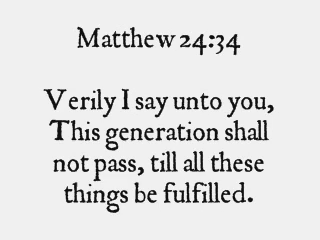 Matthew 24:34
Verily I say unto you,
This generation shall
not pass, till all these
things be fulfilled.